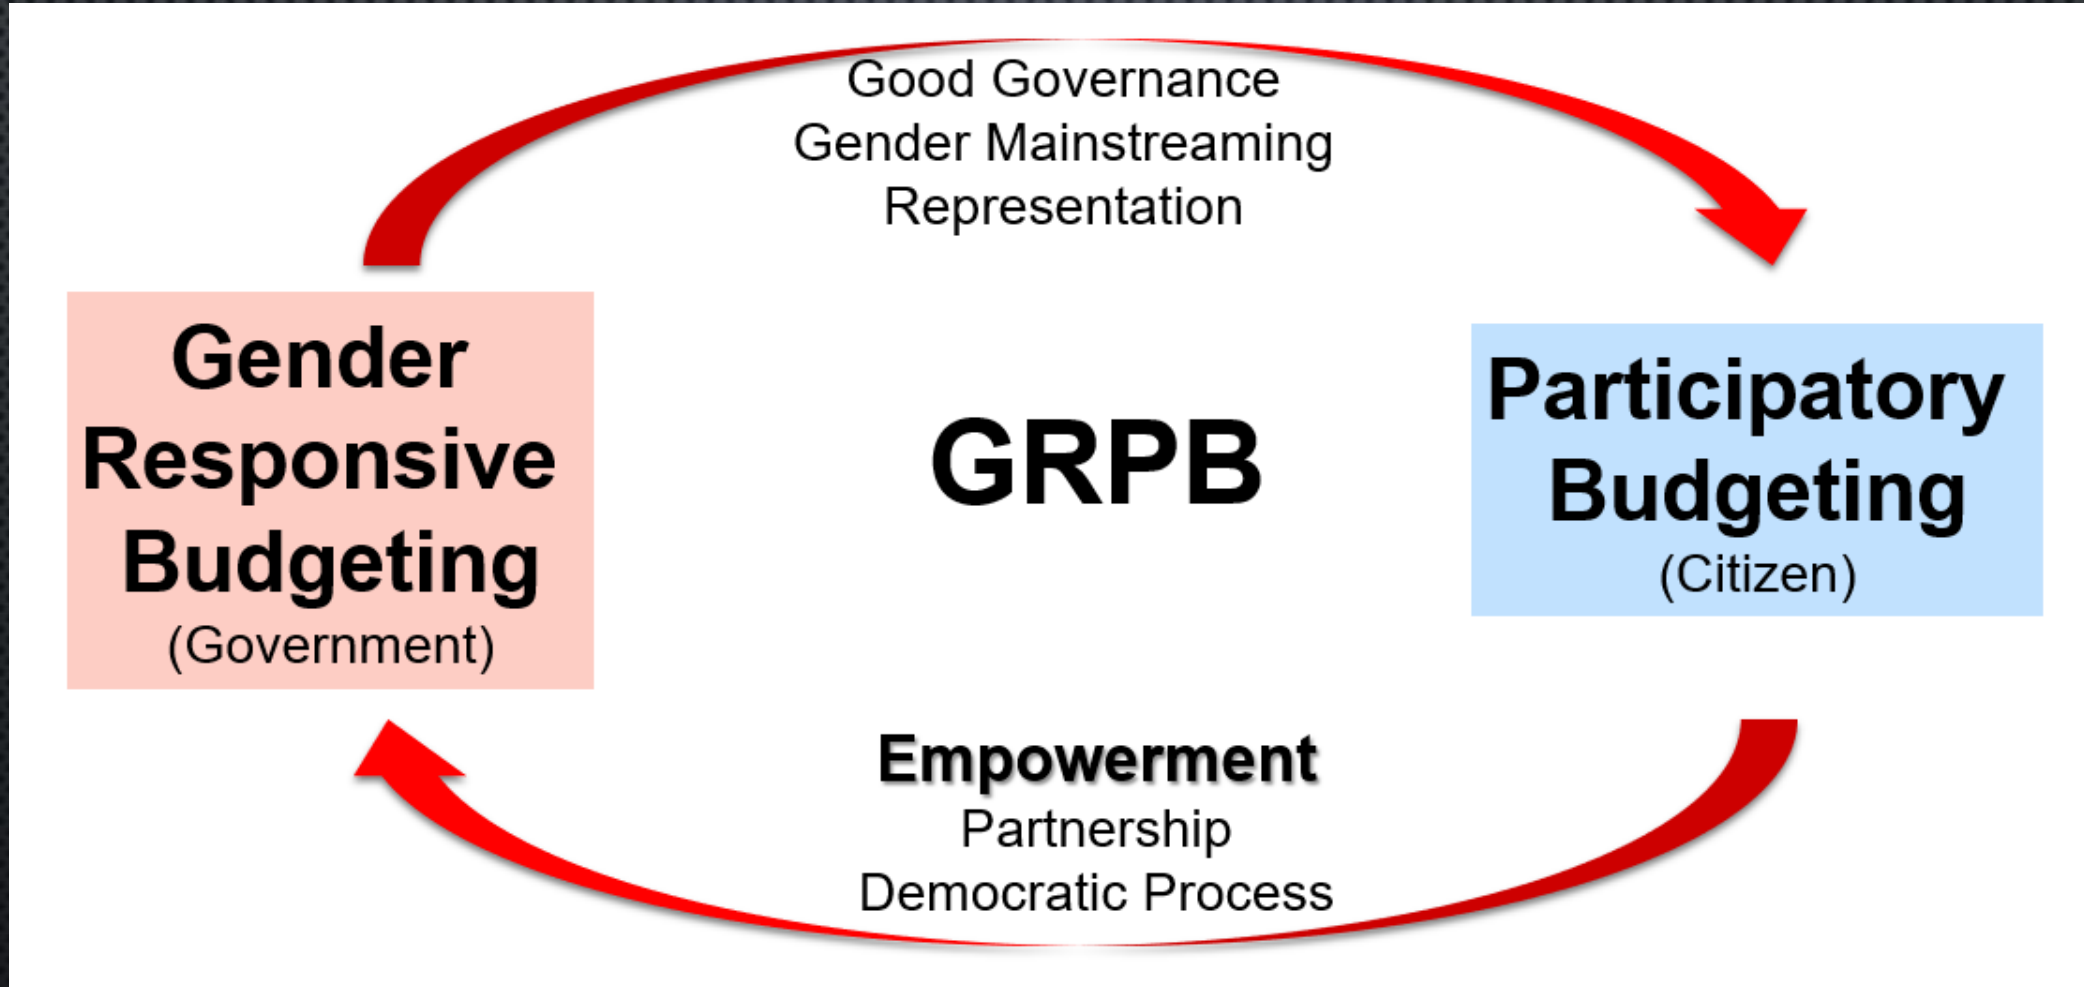 Good Governance
Gender Mainstreaming
Representation
Gender
Responsive
Budgeting
(Government)
GRPB
Participatory
Budgeting
(Citizen)
Empowerment
Partnership
Democratic Process